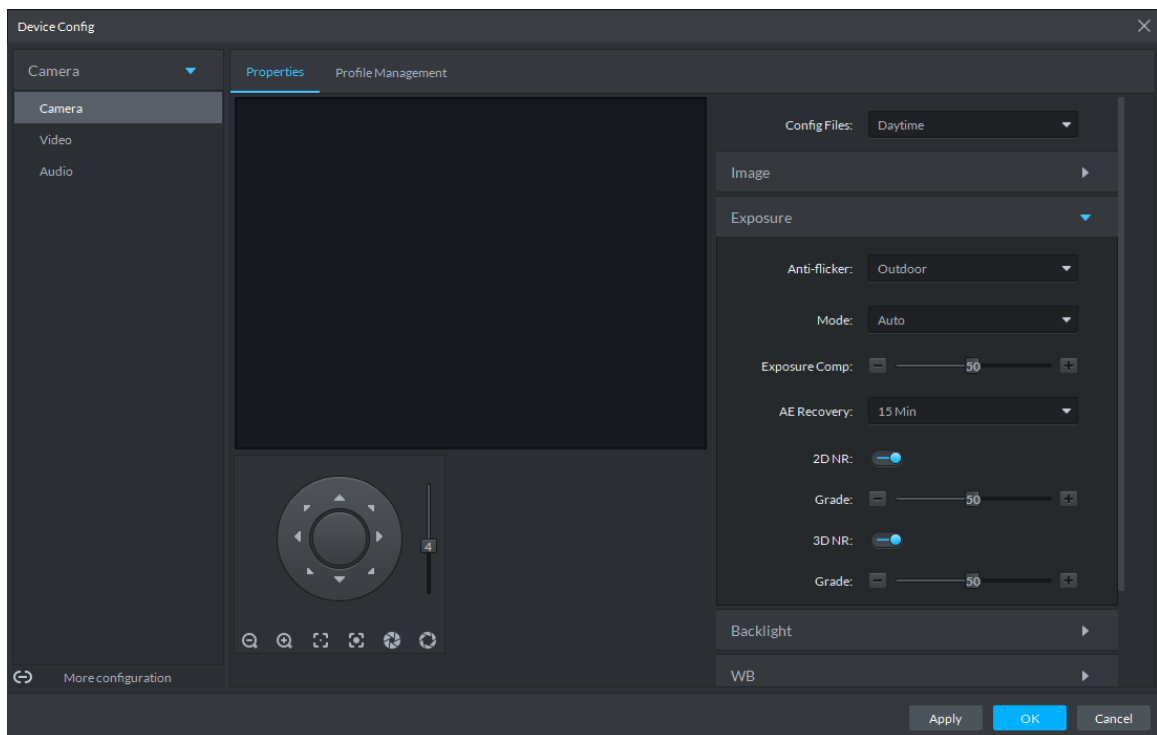 Device Config
Camera
Camera
Video
Audio
More configuration
Properties
Profile Management
Config Files: Daytime
Image
Exposure
Anti-flicker: Outdoor
Mode: Auto
Exposure Comp: 50
AE Recovery: 15 Min
2D NR:
Grade: 50
3D NR:
Grade: 50
Backlight
WB
4
Apply
OK
Cancel